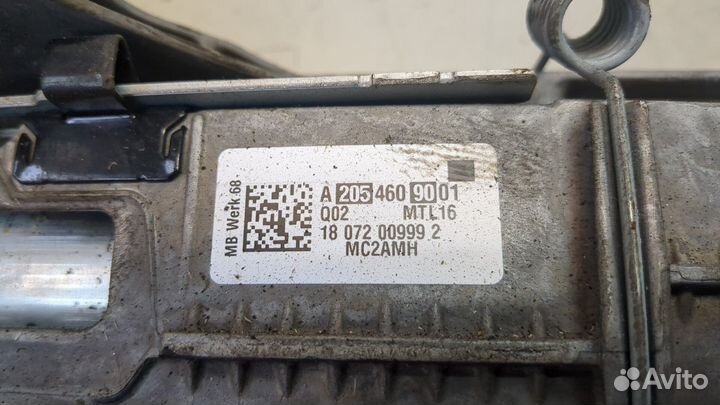 MB Werk 68
A 205 460 90 01
Q02 MTL16
18 072 00999 2
MC2AMH
Avito